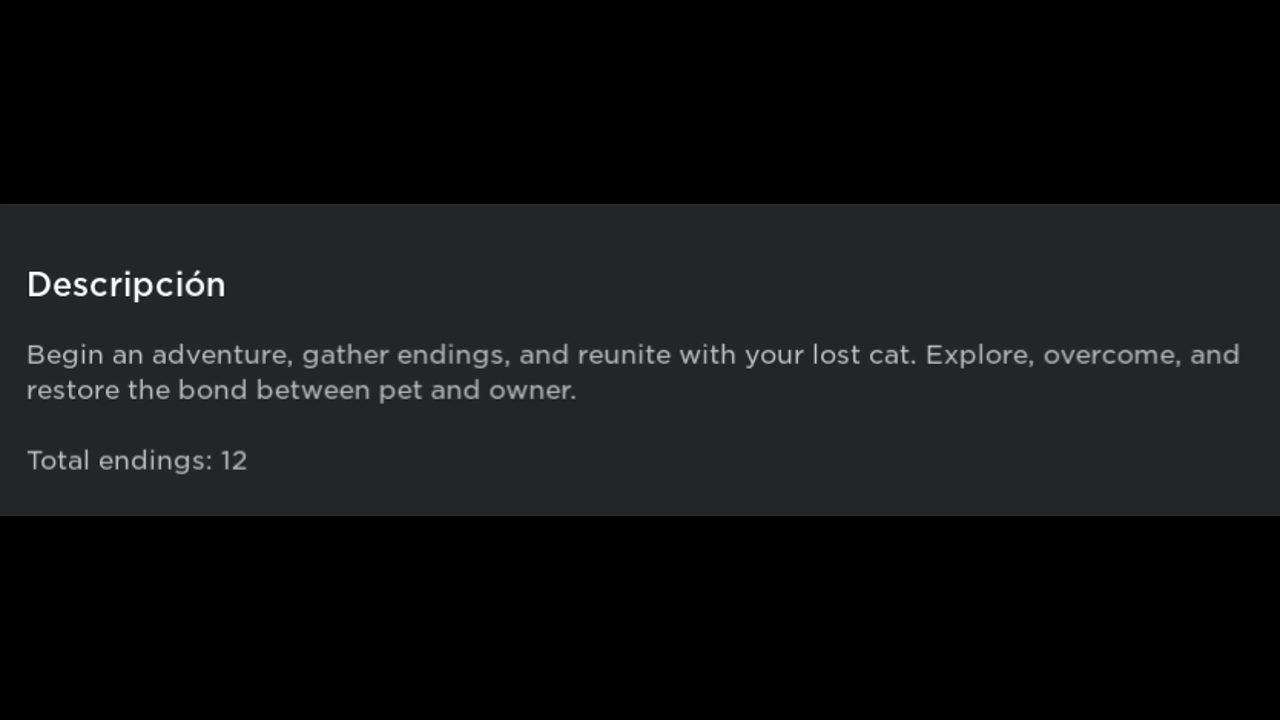 Descripción
Begin an adventure, gather endings, and reunite with your lost cat. Explore, overcome, and
restore the bond between pet and owner.
Total endings: 12